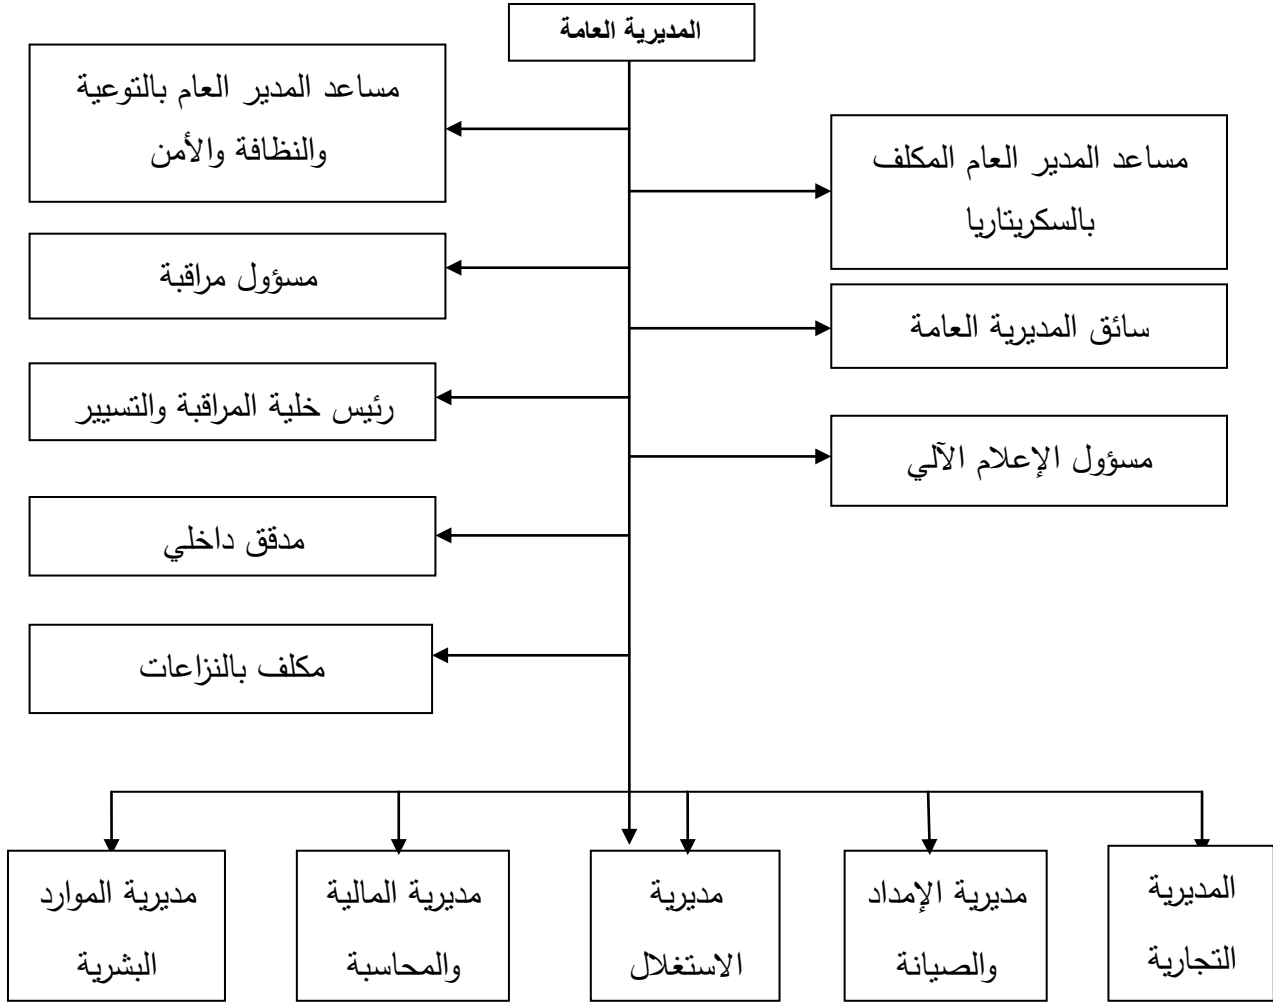 المديرية العامة
مساعد المدير العام بالتوعية
والنظافة والأمن
مساعد المدير العام المكلف
بالسكريتاريا
مسؤول مراقبة
سائق المديرية العامة
رئيس خلية المراقبة والتسيير
مسؤول الإعلام الآلي
مدقق داخلي
مكلف بالنزاعات
المديرية
التجارية
مديرية الإمداد
والصيانة
مديرية
الاستغلال
مديرية المالية
والمحاسبة
مديرية الموارد
البشرية